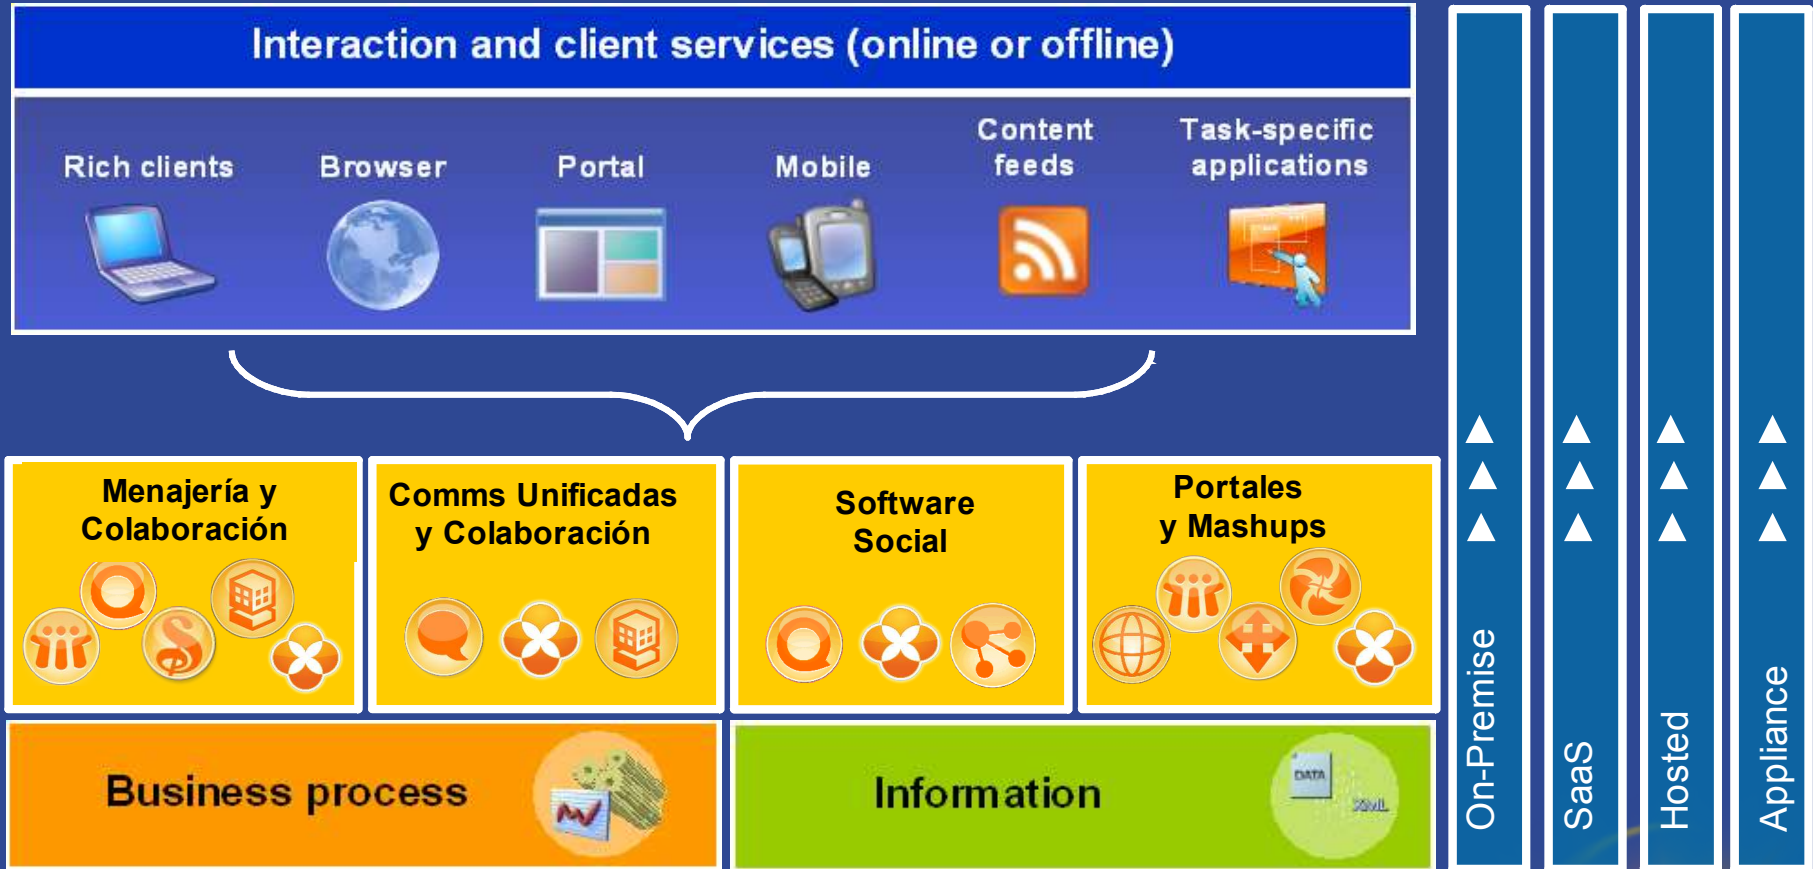 Interaction and client services (online or offline)
Rich clients
Browser
Portal
Mobile
Content
feeds
Task-specific
applications
Menajería y
Colaboración
Comms Unificadas
y Colaboración
Software
Social
Portales
y Mashups
Business process
Information
DATA
XML
On-Premise
SaaS
Hosted
Appliance